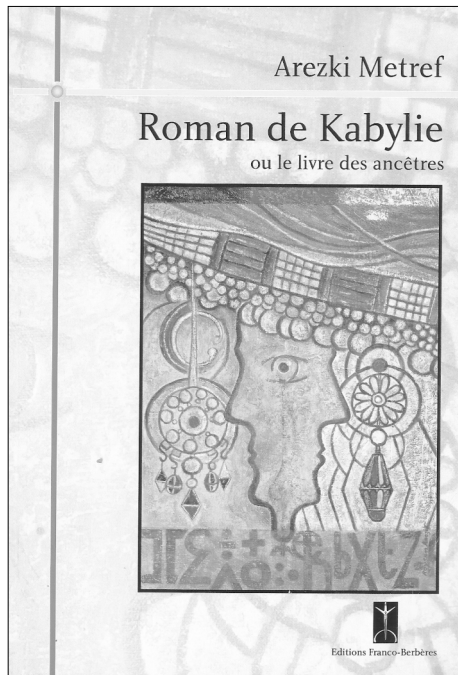 Arezki Metref
Roman de Kabylie
ou le livre des ancêtres
Editions Franco-Berbères